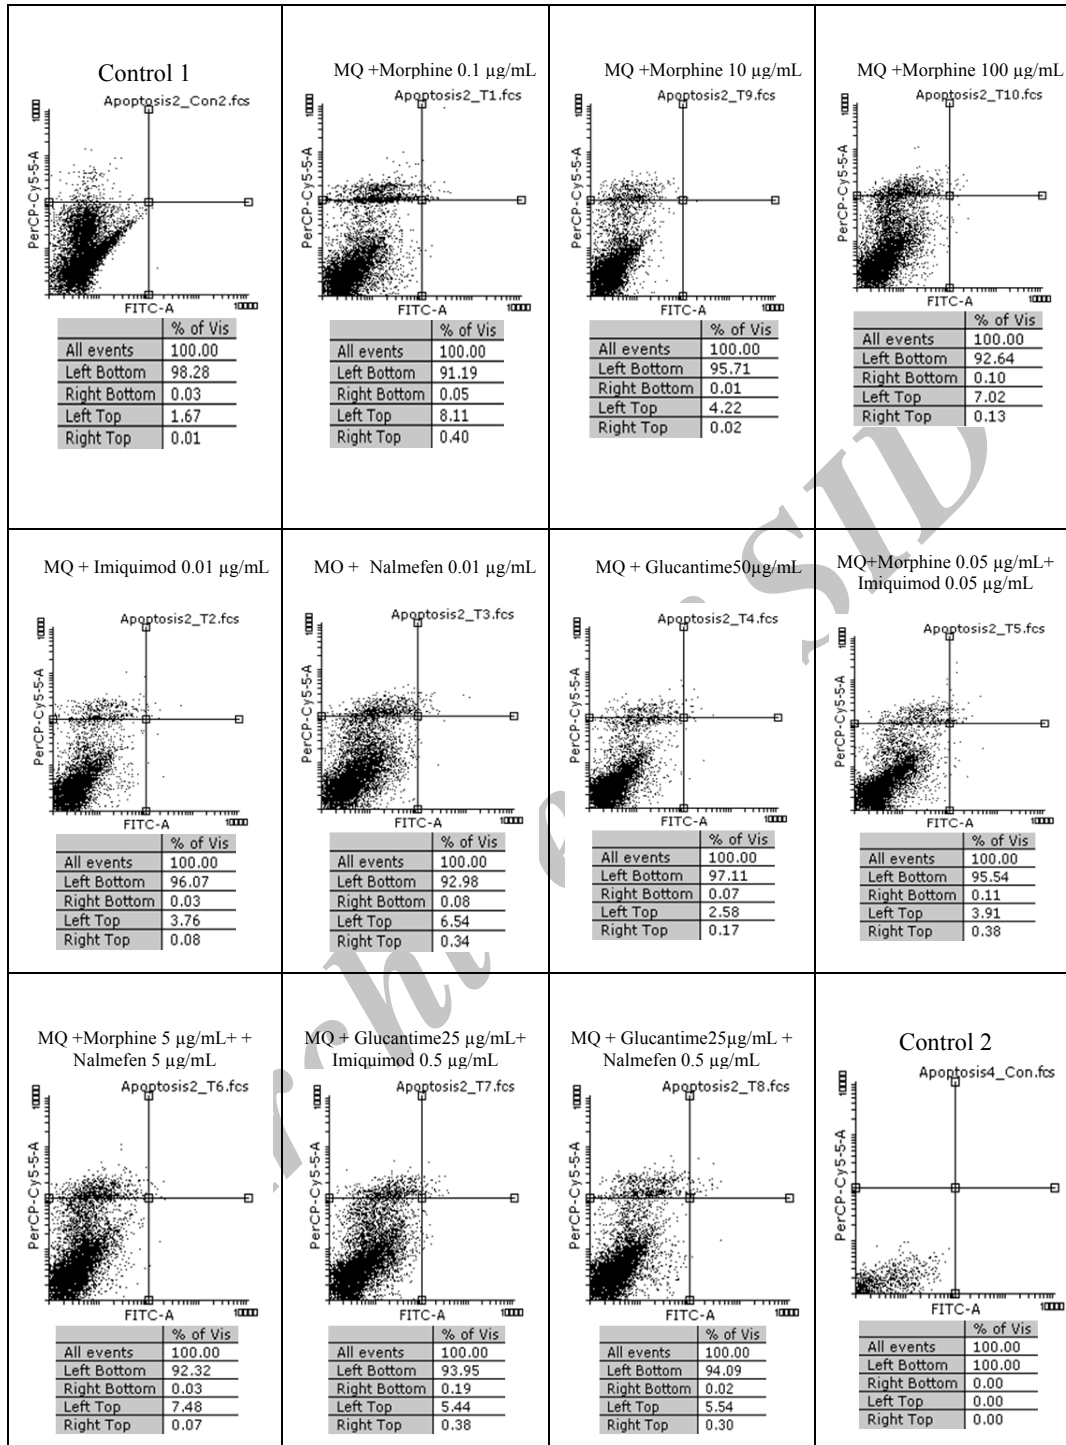 Control 1
Apoptosis2_Con2.fcs
PerCP-Cy5-5-A
FITC-A
% of Vis
All events 100.00
Left Bottom 98.28
Right Bottom 0.03
Left Top 1.67
Right Top 0.01
MQ +Morphine 0.1 µg/mL
Apoptosis2_T1.fcs
PerCP-Cy5-5-A
FITC-A
% of Vis
All events 100.00
Left Bottom 91.19
Right Bottom 0.05
Left Top 8.11
Right Top 0.40
MQ +Morphine 10 µg/mL
Apoptosis2_T9.fcs
PerCP-Cy5-5-A
FITC-A
% of Vis
All events 100.00
Left Bottom 95.71
Right Bottom 0.01
Left Top 4.22
Right Top 0.02
MQ +Morphine 100 µg/mL
Apoptosis2_T10.fcs
PerCP-Cy5-5-A
FITC-A
% of Vis
All events 100.00
Left Bottom 92.64
Right Bottom 0.10
Left Top 7.02
Right Top 0.13
MQ + Imiquimod 0.01 µg/mL
Apoptosis2_T2.fcs
PerCP-Cy5-5-A
FITC-A
% of Vis
All events 100.00
Left Bottom 96.07
Right Bottom 0.03
Left Top 3.76
Right Top 0.08
MO + Nalmefen 0.01 µg/mL
Apoptosis2_T3.fcs
PerCP-Cy5-5-A
FITC-A
% of Vis
All events 100.00
Left Bottom 92.98
Right Bottom 0.08
Left Top 6.54
Right Top 0.34
MQ + Glucantime50µg/mL
Apoptosis2_T4.fcs
PerCP-Cy5-5-A
FITC-A
% of Vis
All events 100.00
Left Bottom 97.11
Right Bottom 0.07
Left Top 2.58
Right Top 0.17
MQ+Morphine 0.05 µg/mL+
Imiquimod 0.05 µg/mL
Apoptosis2_T5.fcs
PerCP-Cy5-5-A
FITC-A
% of Vis
All events 100.00
Left Bottom 95.54
Right Bottom 0.11
Left Top 3.91
Right Top 0.38
MQ +Morphine 5 µg/mL+ +
Nalmefen 5 µg/mL
Apoptosis2_T6.fcs
PerCP-Cy5-5-A
FITC-A
% of Vis
All events 100.00
Left Bottom 92.32
Right Bottom 0.03
Left Top 7.48
Right Top 0.07
MQ + Glucantime25 µg/mL+
Imiquimod 0.5 µg/mL
Apoptosis2_T7.fcs
PerCP-Cy5-5-A
FITC-A
% of Vis
All events 100.00
Left Bottom 93.95
Right Bottom 0.19
Left Top 5.44
Right Top 0.38
MQ + Glucantime25µg/mL +
Nalmefen 0.5 µg/mL
Apoptosis2_T8.fcs
PerCP-Cy5-5-A
FITC-A
% of Vis
All events 100.00
Left Bottom 94.09
Right Bottom 0.02
Left Top 5.54
Right Top 0.30
Control 2
Apoptosis4_Con.fcs
PerCP-Cy5-5-A
FITC-A
% of Vis
All events 100.00
Left Bottom 100.00
Right Bottom 0.00
Left Top 0.00
Right Top 0.00
SID